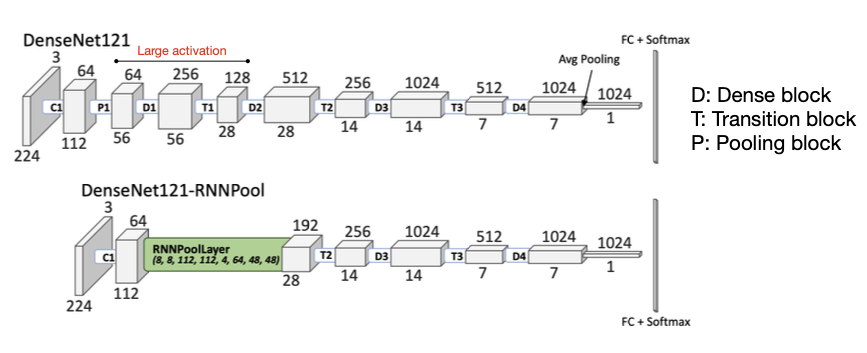 DenseNet121
Large activation
FC + Softmax
3
64
64
256
128
512
256
1024
512
1024
Avg Pooling
1024
C1
P1
D1
T1
D2
T2
D3
T3
D4
224
112
56
56
28
28
14
14
7
7
1
D: Dense block
T: Transition block
P: Pooling block
DenseNet121-RNNPool
3
64
192
256
1024
512
1024
1024
C1
RNNPoolLayer
(8, 8, 112, 112, 4, 64, 48, 48)
T2
D3
T3
D4
224
112
28
14
14
7
7
1
FC + Softmax